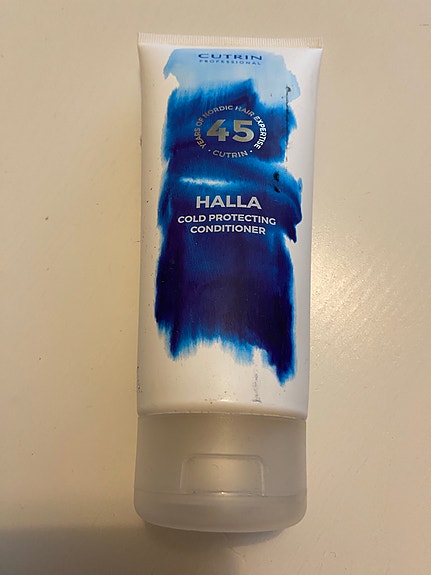 CUTRIN
PROFESSIONAL
YEARS OF NORDIC HAIR EXPERTISE
45
· CUTRIN ·
HALLA
COLD PROTECTING
CONDITIONER